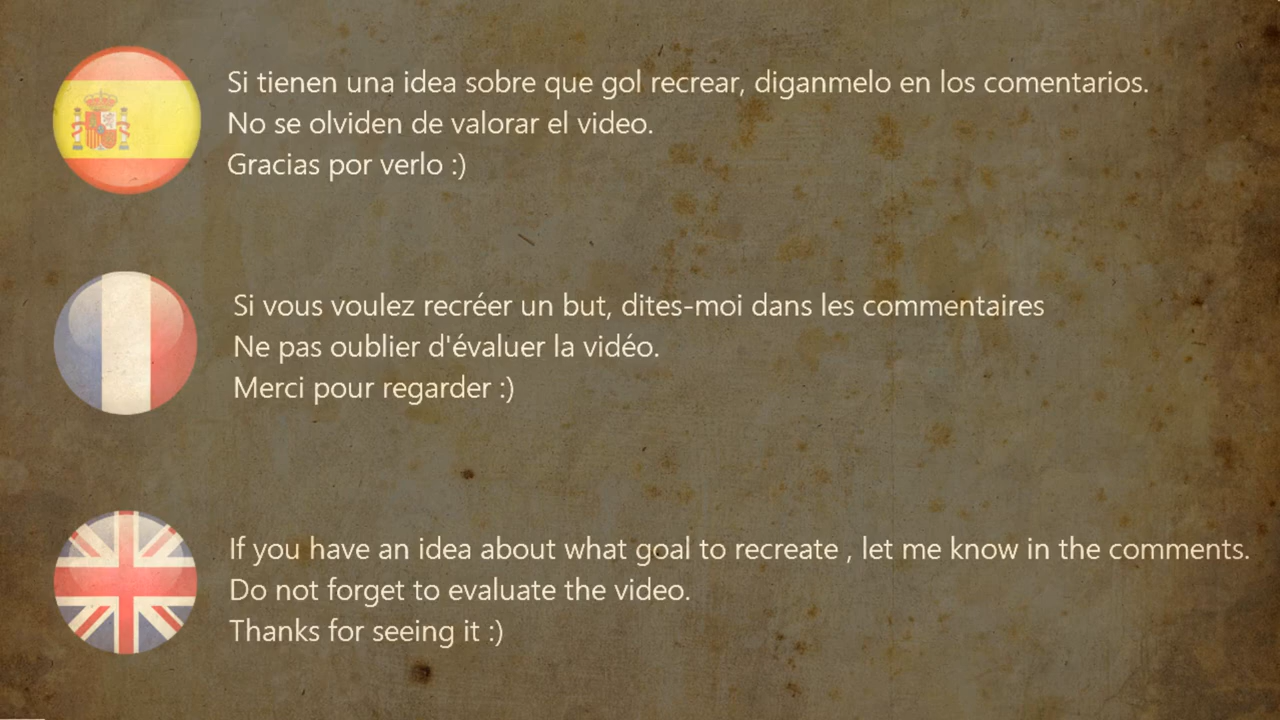 Si tienen una idea sobre que gol recrear, diganmelo en los comentarios.
No se olviden de valorar el video.
Gracias por verlo :)
Si vous voulez recréer un but, dites-moi dans les commentaires
Ne pas oublier d'évaluer la vidéo.
Merci pour regarder :)
If you have an idea about what goal to recreate , let me know in the comments.
Do not forget to evaluate the video.
Thanks for seeing it :)